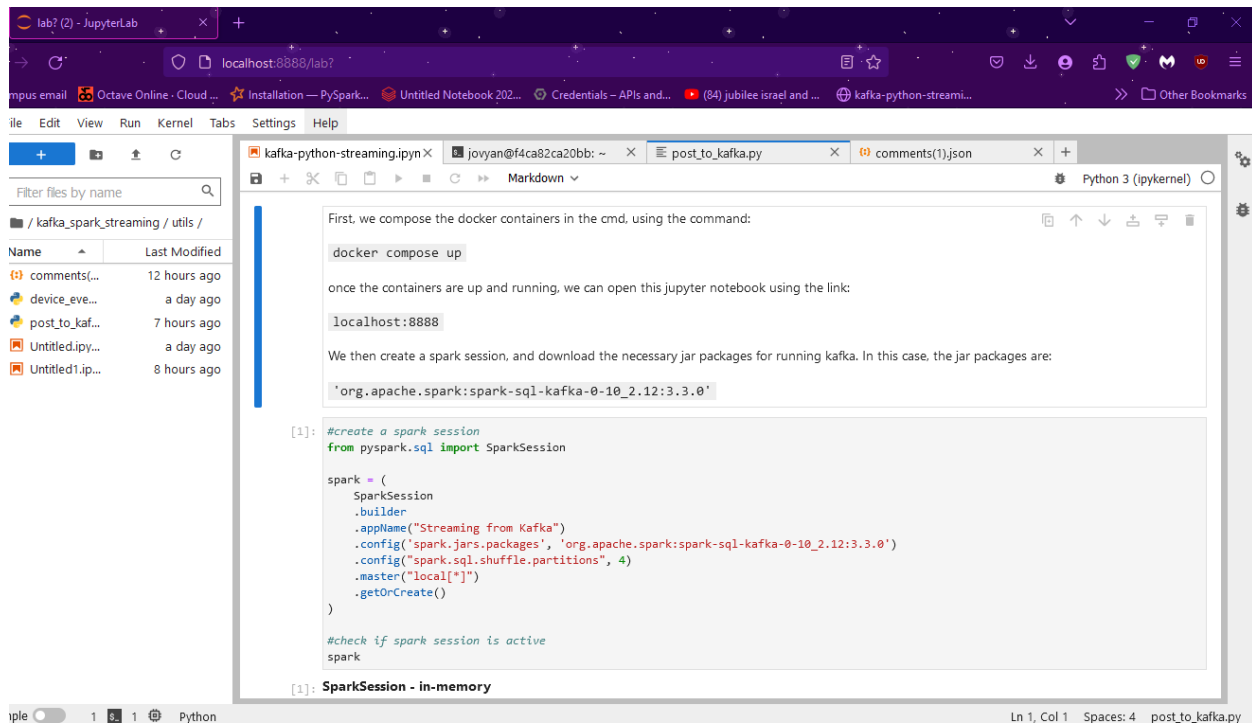 lab? (2) - JupyterLab
localhost:8888/lab?
mpus email Octave Online · Cloud ... Installation — PySpark... Untitled Notebook 202... Credentials – APIs and... (84) jubilee israel and ... kafka-python-streami... Other Bookmarks
ile Edit View Run Kernel Tabs Settings Help
kafka-python-streaming.ipyn jovyan@f4ca82ca20bb: ~ post_to_kafka.py comments(1).json
Markdown Python 3 (ipykernel)
Filter files by name
/ kafka_spark_streaming / utils /
Name Last Modified
comments(... 12 hours ago
device_eve... a day ago
post_to_kaf... 7 hours ago
Untitled.ipy... a day ago
Untitled1.ip... 8 hours ago
First, we compose the docker containers in the cmd, using the command:
docker compose up
once the containers are up and running, we can open this jupyter notebook using the link:
localhost:8888
We then create a spark session, and download the necessary jar packages for running kafka. In this case, the jar packages are:
'org.apache.spark:spark-sql-kafka-0-10_2.12:3.3.0'
[1]: #create a spark session
from pyspark.sql import SparkSession
spark = (
SparkSession
.builder
.appName("Streaming from Kafka")
.config('spark.jars.packages', 'org.apache.spark:spark-sql-kafka-0-10_2.12:3.3.0')
.config("spark.sql.shuffle.partitions", 4)
.master("local[*]")
.getOrCreate()
)
#check if spark session is active
spark
[1]: SparkSession - in-memory
nple 1 1 Python Ln 1, Col 1 Spaces: 4 post_to_kafka.py